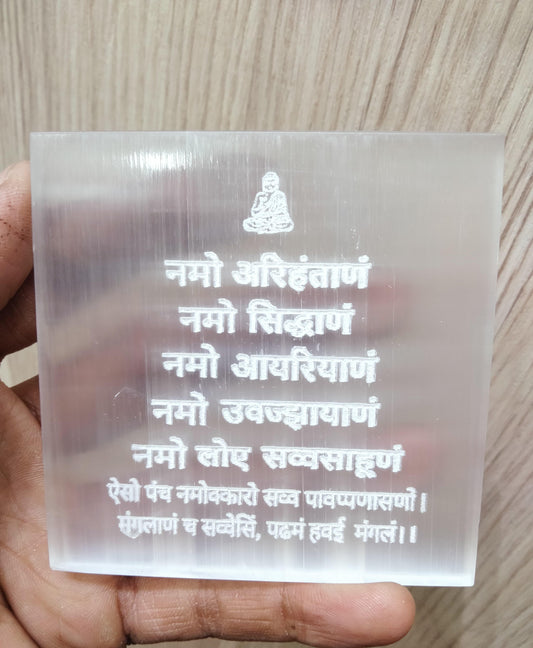 नमो अरिहंताणं
नमो सिद्धाणं
नमो आयरियाणं
नमो उवज्झायाणं
नमो लोए सव्वसाहूणं
ऐसो पंच नमोक्कारो सव्व पावप्पणासणो।
मंगलाणं च सव्वेसिं, पढमं हवई मंगलं।।